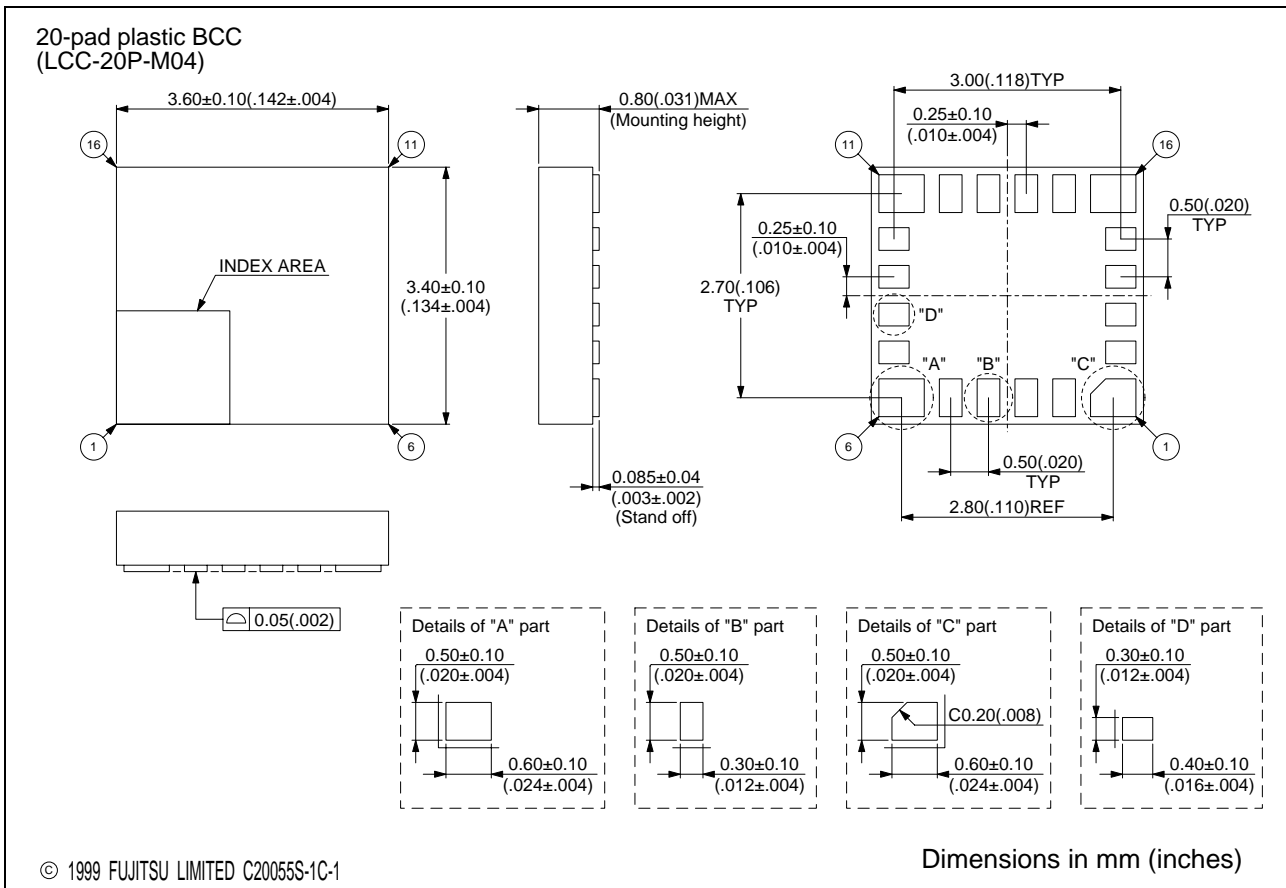 20-pad plastic BCC
(LCC-20P-M04)
3.60±0.10(.142±.004)
16
11
INDEX AREA
3.40±0.10
(.134±.004)
1
6
0.80(.031)MAX
(Mounting height)
0.085±0.04
(.003±.002)
(Stand off)
3.00(.118)TYP
0.25±0.10
(.010±.004)
11
16
0.50(.020)
TYP
0.25±0.10
(.010±.004)
2.70(.106)
TYP
"D"
"A"
"B"
"C"
6
1
0.50(.020)
TYP
2.80(.110)REF
0.05(.002)
Details of "A" part
0.50±0.10
(.020±.004)
0.60±0.10
(.024±.004)
Details of "B" part
0.50±0.10
(.020±.004)
0.30±0.10
(.012±.004)
Details of "C" part
0.50±0.10
(.020±.004)
C0.20(.008)
0.60±0.10
(.024±.004)
Details of "D" part
0.30±0.10
(.012±.004)
0.40±0.10
(.016±.004)
© 1999 FUJITSU LIMITED C20055S-1C-1
Dimensions in mm (inches)